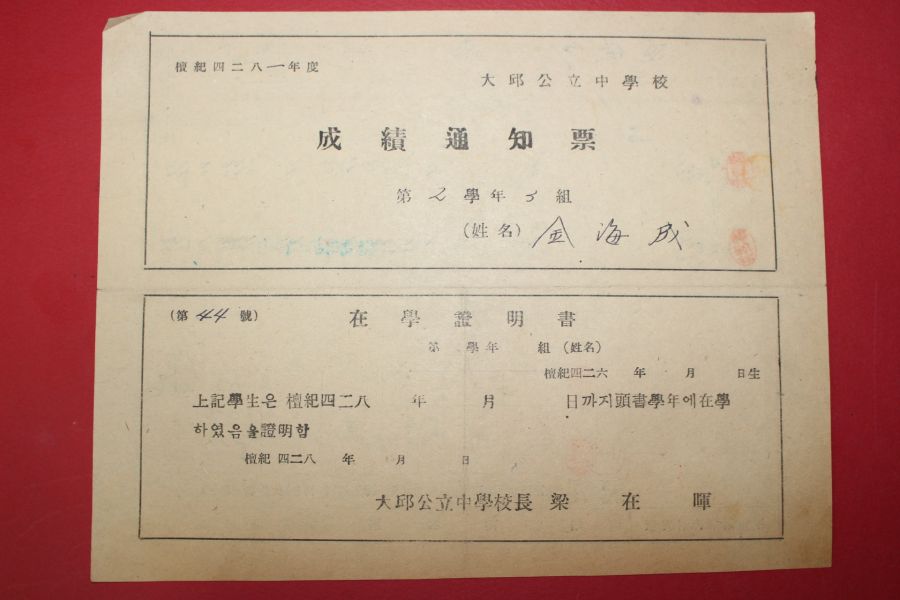 檀紀四二八一年度
大邱公立中學校
成績通知票
第2學年3組
(姓名) 金海成
(第44號) 在學證明書
第 學年 組 (姓名)
檀紀四二六 年 月 日生
上記學生은 檀紀四二八 年 月 日까지頭書學年에在學
하였음을證明함
檀紀四二八 年 月 日
大邱公立中學校長 梁在暉